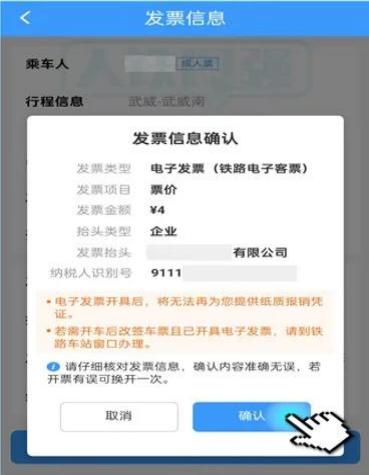 发票信息
乘车人 成人票
行程信息 武威-武威南
发票信息确认
发票类型 电子发票（铁路电子客票）
发票项目 票价
发票金额 ¥4
抬头类型 企业
发票抬头 有限公司
纳税人识别号 9111
·电子发票开具后，将无法再为您提供纸质报销凭
证。
·若需开车后改签车票且已开具电子发票，请到铁
路车站窗口办理。
请仔细核对发票信息，确认内容准确无误，若
开票有误可换开一次。
取消 确认